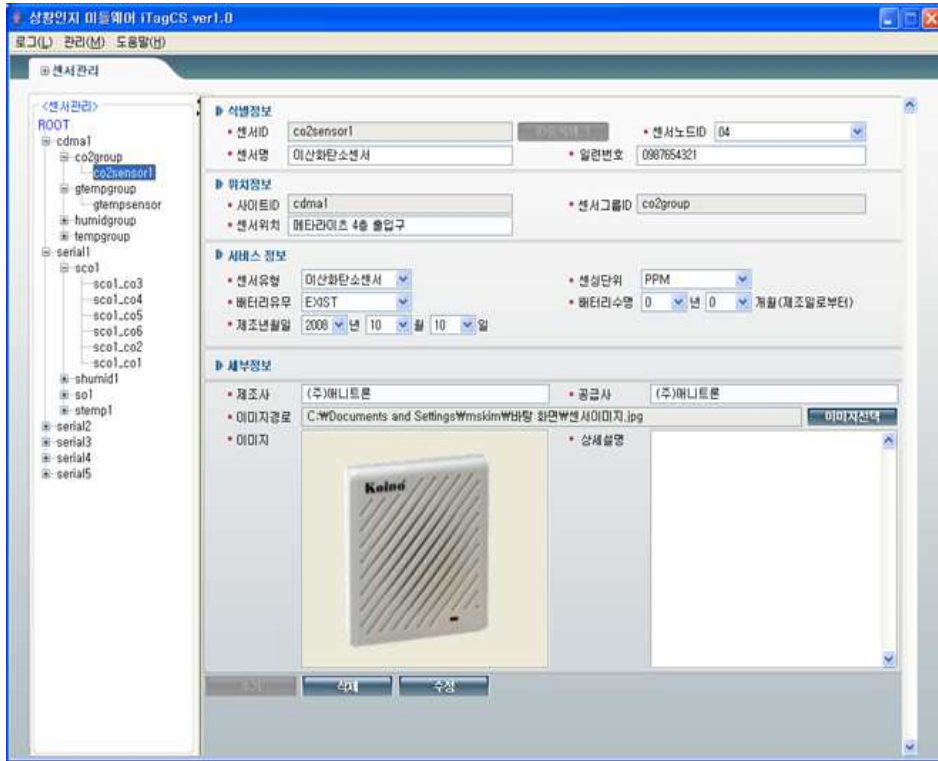 상황인지 미들웨어 iTagCS ver1.0
로그(L) 관리(M) 도움말(H)
센서관리
<센서관리>
ROOT
cdma1
co2group
co2sensor1
gtempgroup
gtempsensor
humidgroup
tempgroup
serial1
sco1
sco1_co3
sco1_co4
sco1_co5
sco1_co6
sco1_co2
sco1_co1
shumid1
so1
stemp1
serial2
serial3
serial4
serial5
식별정보
센서ID co2sensor1 센서노드ID 04
센서명 이산화탄소센서 일련번호 0987654321
위치정보
사이트ID cdma1 센서그룹ID co2group
센서위치 메타라이츠 4층 출입구
서비스 정보
센서유형 이산화탄소센서 센싱단위 PPM
배터리유무 EXIST 배터리수명 0 년 0 개월(제조일로부터)
제조년월일 2008 년 10 월 10 일
세부정보
제조사 (주)애니트론 공급사 (주)애니트론
이미지경로 C:₩Documents and Settings₩mskim₩바탕 화면₩센서이미지.jpg 이미지선택
이미지 상세설명
Koino
삭제 수정